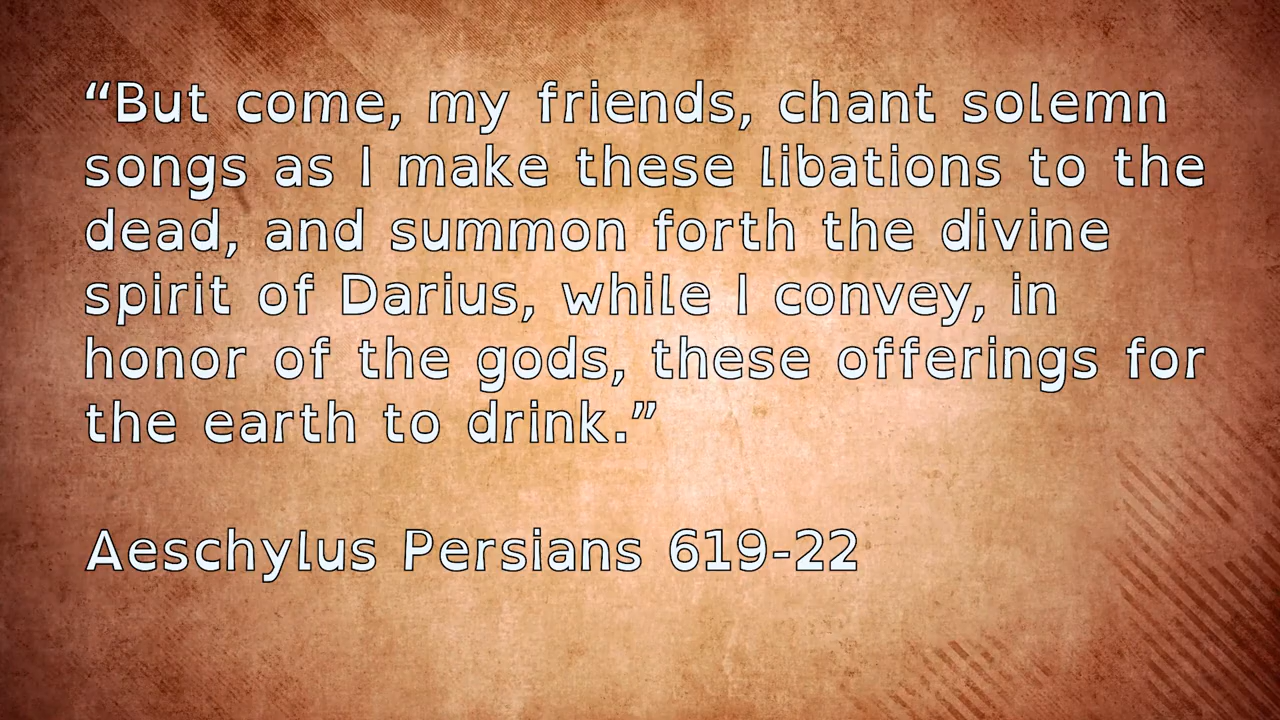 “But come, my friends, chant solemn
songs as I make these libations to the
dead, and summon forth the divine
spirit of Darius, while I convey, in
honor of the gods, these offerings for
the earth to drink.”
Aeschylus Persians 619-22